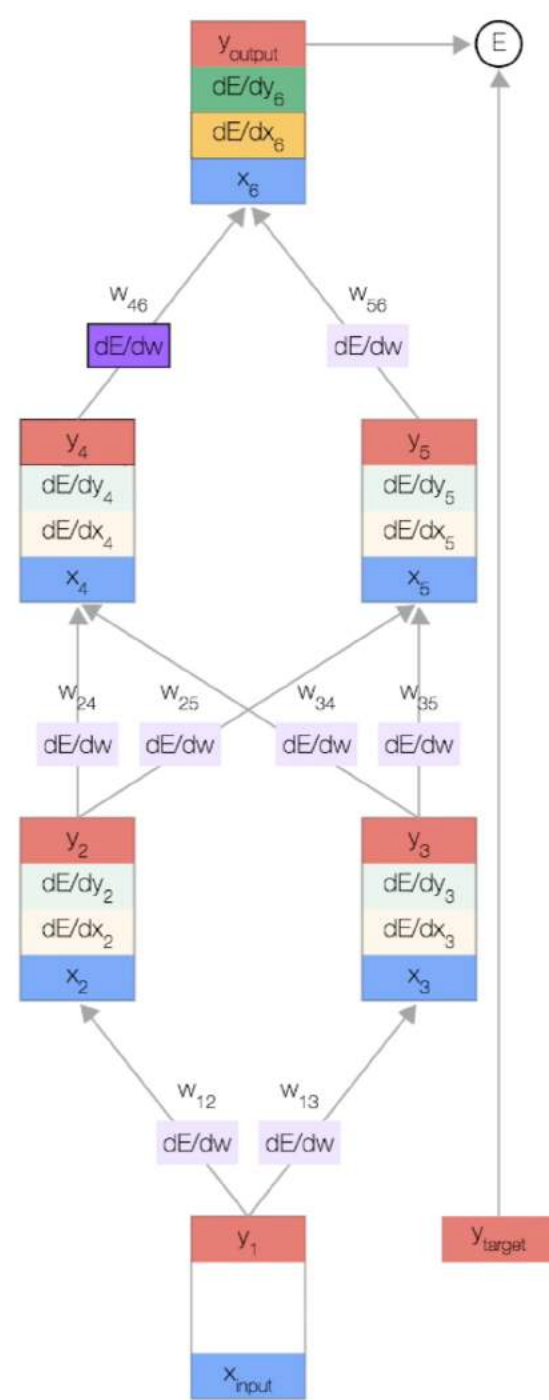 y_output
E
dE/dy_6
dE/dx_6
x_6
w_46
w_56
dE/dw
dE/dw
y_4
y_5
dE/dy_4
dE/dy_5
dE/dx_4
dE/dx_5
x_4
x_5
w_24
w_25
w_34
w_35
dE/dw
dE/dw
dE/dw
dE/dw
y_2
y_3
dE/dy_2
dE/dy_3
dE/dx_2
dE/dx_3
x_2
x_3
w_12
w_13
dE/dw
dE/dw
y_1
y_target
x_input